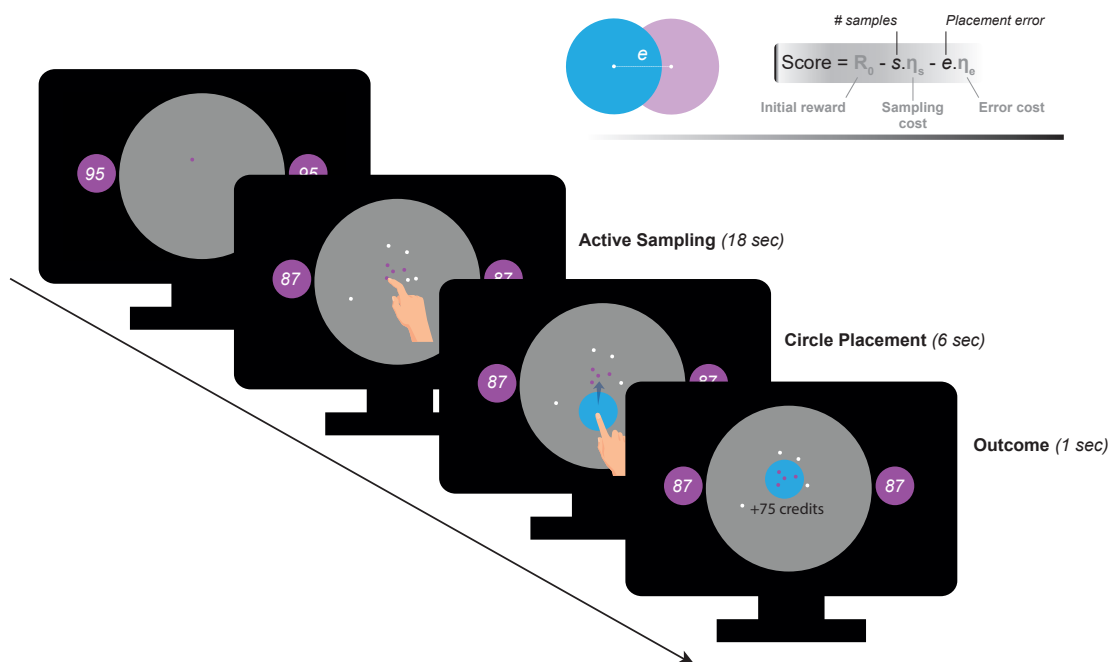 # samples
Placement error
e
Score = R₀ - s.ηₛ - e.ηₑ
Initial reward
Sampling
cost
Error cost
95
95
Active Sampling (18 sec)
87
87
Circle Placement (6 sec)
87
87
Outcome (1 sec)
87
87
+75 credits